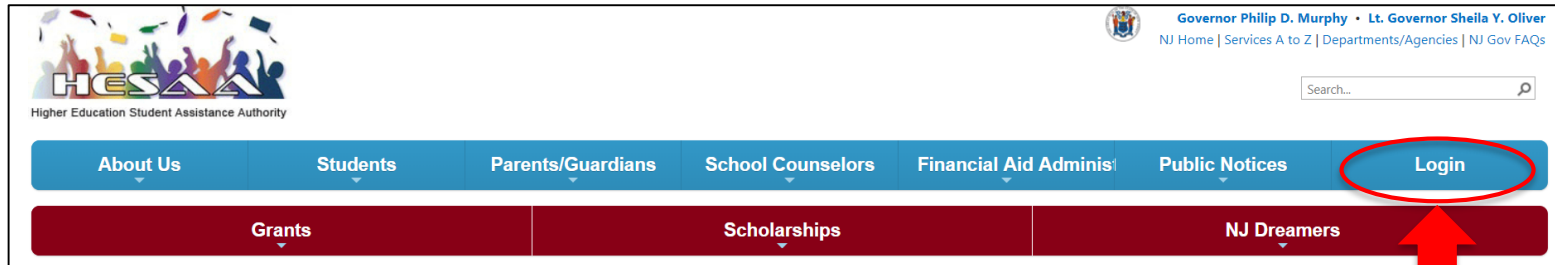 HESAA
Higher Education Student Assistance Authority
Governor Philip D. Murphy • Lt. Governor Sheila Y. Oliver
NJ Home | Services A to Z | Departments/Agencies | NJ Gov FAQs
Search...
About Us Students Parents/Guardians School Counselors Financial Aid Administ Public Notices Login
Grants Scholarships NJ Dreamers